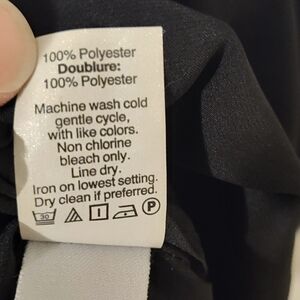 100% Polyester
Doublure:
100% Polyester
Machine wash cold
gentle cycle,
with like colors.
Non chlorine
bleach only.
Line dry.
Iron on lowest setting.
Dry clean if preferred.
30 P